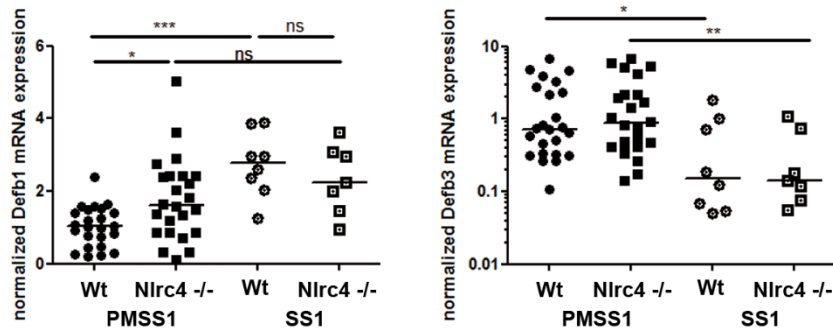 normalized Defb1 mRNA expression
***
ns
*
ns
6
4
2
0
Wt Nlrc4 -/- Wt Nlrc4 -/-
PMSS1 SS1
normalized Defb3 mRNA expression
*
**
10
1
0.1
0.01
Wt Nlrc4 -/- Wt Nlrc4 -/-
PMSS1 SS1